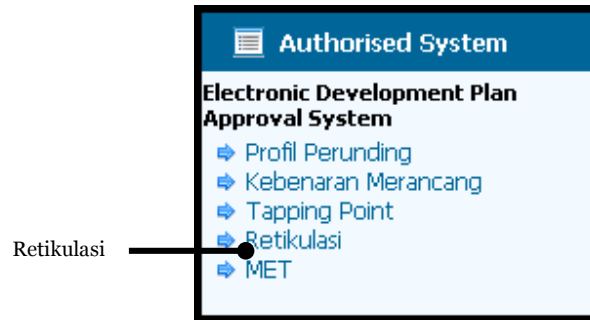 Authorised System
Electronic Development Plan
Approval System
Profil Perunding
Kebenaran Merancang
Tapping Point
Retikulasi
Retikulasi
MET